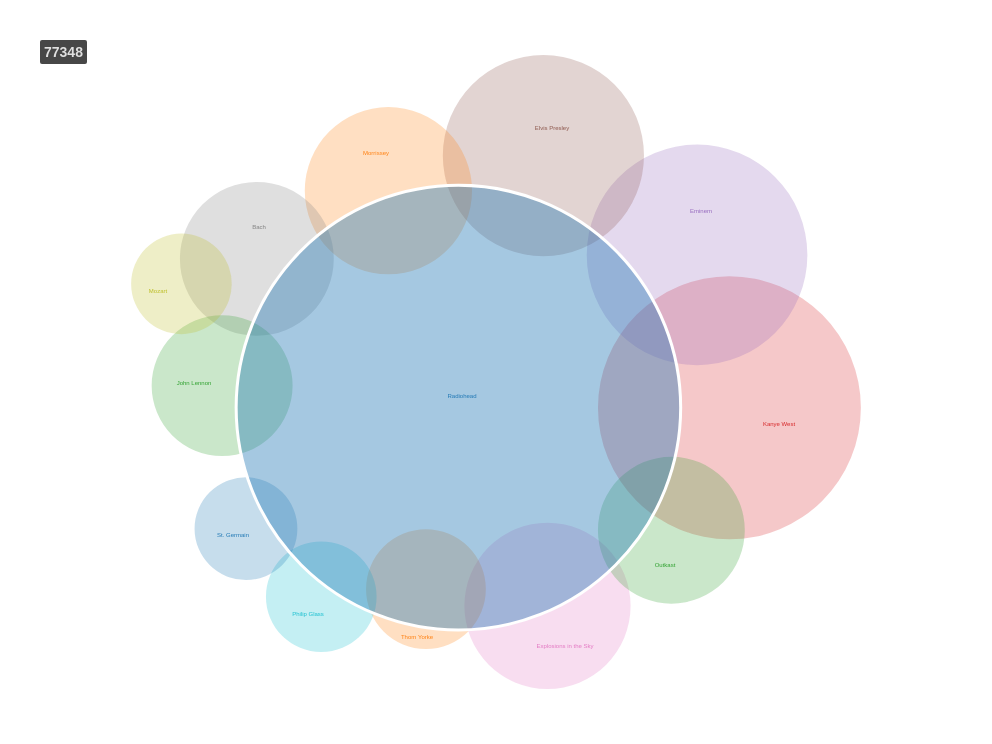 77348
Elvis Presley
Morrissey
Eminem
Bach
Mozart
John Lennon
Radiohead
Kanye West
St. Germain
Outkast
Philip Glass
Thom Yorke
Explosions in the Sky